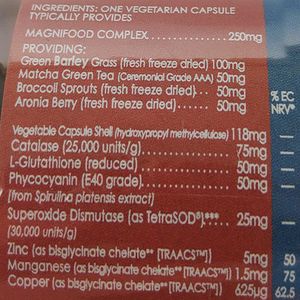 INGREDIENTS: ONE VEGETARIAN CAPSULE
TYPICALLY PROVIDES
MAGNIFOOD COMPLEX............250mg
PROVIDING:
Green Barley Grass (fresh freeze dried) 100mg
Matcha Green Tea (Ceremonial Grade AAA) 50mg
Broccoli Sprouts (fresh freeze dried).... 50mg
Aronia Berry (fresh freeze dried).......... 50mg
% EC
NRV*
Vegetable Capsule Shell (hydroxypropyl methylcellulose) 118mg
Catalase (25,000 units/g)................ 75mg
L-Glutathione (reduced)................ 50mg
Phycocyanin (E40 grade)............... 50mg
(from Spirulina platensis extract)
Superoxide Dismutase (as TetraSOD®)..*** 25mg
(30,000 units/g)
Zinc (as bisglycinate chelate** [TRAACS™]) 5mg 50
Manganese (as bisglycinate chelate** [TRAACS™]) 1.5mg 75
Copper (as bisglycinate chelate** [TRAACS™]) 625µg 62.5